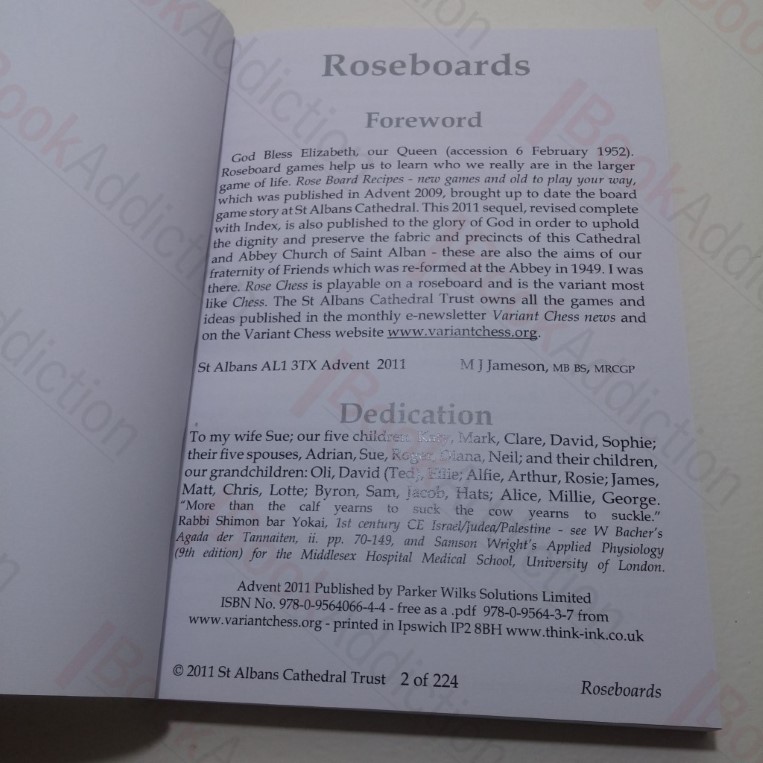 Roseboards
Foreword
God Bless Elizabeth, our Queen (accession 6 February 1952).
Roseboard games help us to learn who we really are in the larger
game of life. Rose Board Recipes - new games and old to play your way,
which was published in Advent 2009, brought up to date the board
game story at St Albans Cathedral. This 2011 sequel, revised complete
with Index, is also published to the glory of God in order to uphold
the dignity and preserve the fabric and precincts of this Cathedral
and Abbey Church of Saint Alban - these are also the aims of our
fraternity of Friends which was re-formed at the Abbey in 1949. I was
there. Rose Chess is playable on a roseboard and is the variant most
like Chess. The St Albans Cathedral Trust owns all the games and
ideas published in the monthly e-newsletter Variant Chess news and
on the Variant Chess website www.variantchess.org.
St Albans AL1 3TX Advent 2011 M J Jameson, MB BS, MRCGP
Dedication
To my wife Sue; our five children, Mark, Clare, David, Sophie;
their five spouses, Adrian, Sue, Roger, Diana, Neil; and their children,
our grandchildren: Oli, David (Ted), Ellie; Alfie, Arthur, Rosie; James,
Matt, Chris, Lotte; Byron, Sam, Jacob, Hats; Alice, Millie, George.
"More than the calf yearns to suck the cow yearns to suckle."
Rabbi Shimon bar Yokai, 1st century CE Israel/Judea/Palestine - see W Bacher's
Agada der Tannaiten, ii. pp. 70-149, and Samson Wright's Applied Physiology
(9th edition) for the Middlesex Hospital Medical School, University of London.
Advent 2011 Published by Parker Wilks Solutions Limited
ISBN No. 978-0-9564066-4-4 - free as a .pdf 978-0-9564-3-7 from
www.variantchess.org - printed in Ipswich IP2 8BH www.think-ink.co.uk
© 2011 St Albans Cathedral Trust 2 of 224 Roseboards
BookAddiction